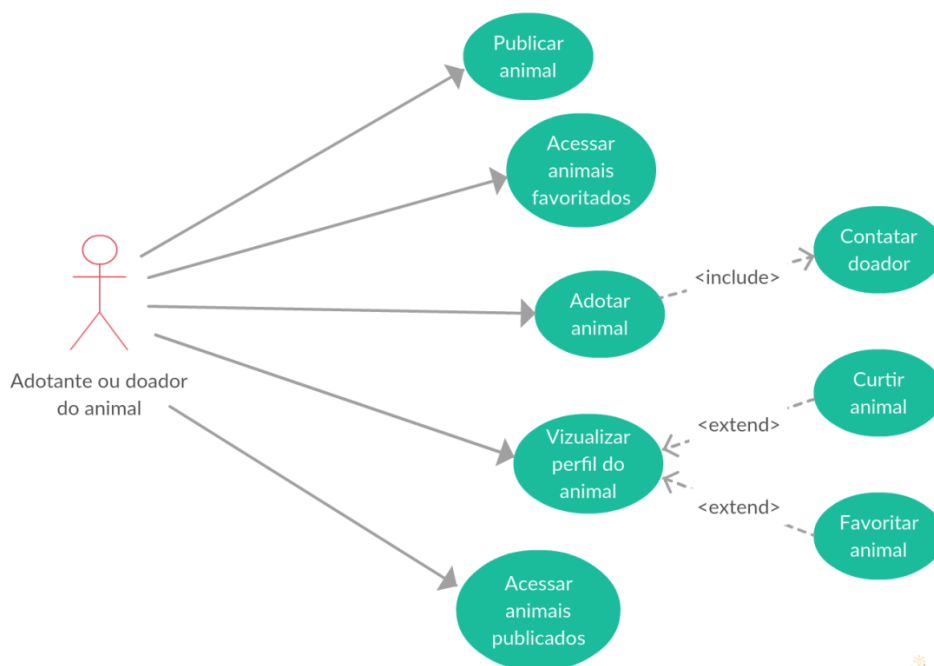 Publicar
animal
Acessar
animais
favoritados
Contatar
doador
<include>
Adotar
animal
Adotante ou doador
do animal
Curtir
animal
<extend>
Vizualizar
perfil do
animal
<extend>
Favoritar
animal
Acessar
animais
publicados